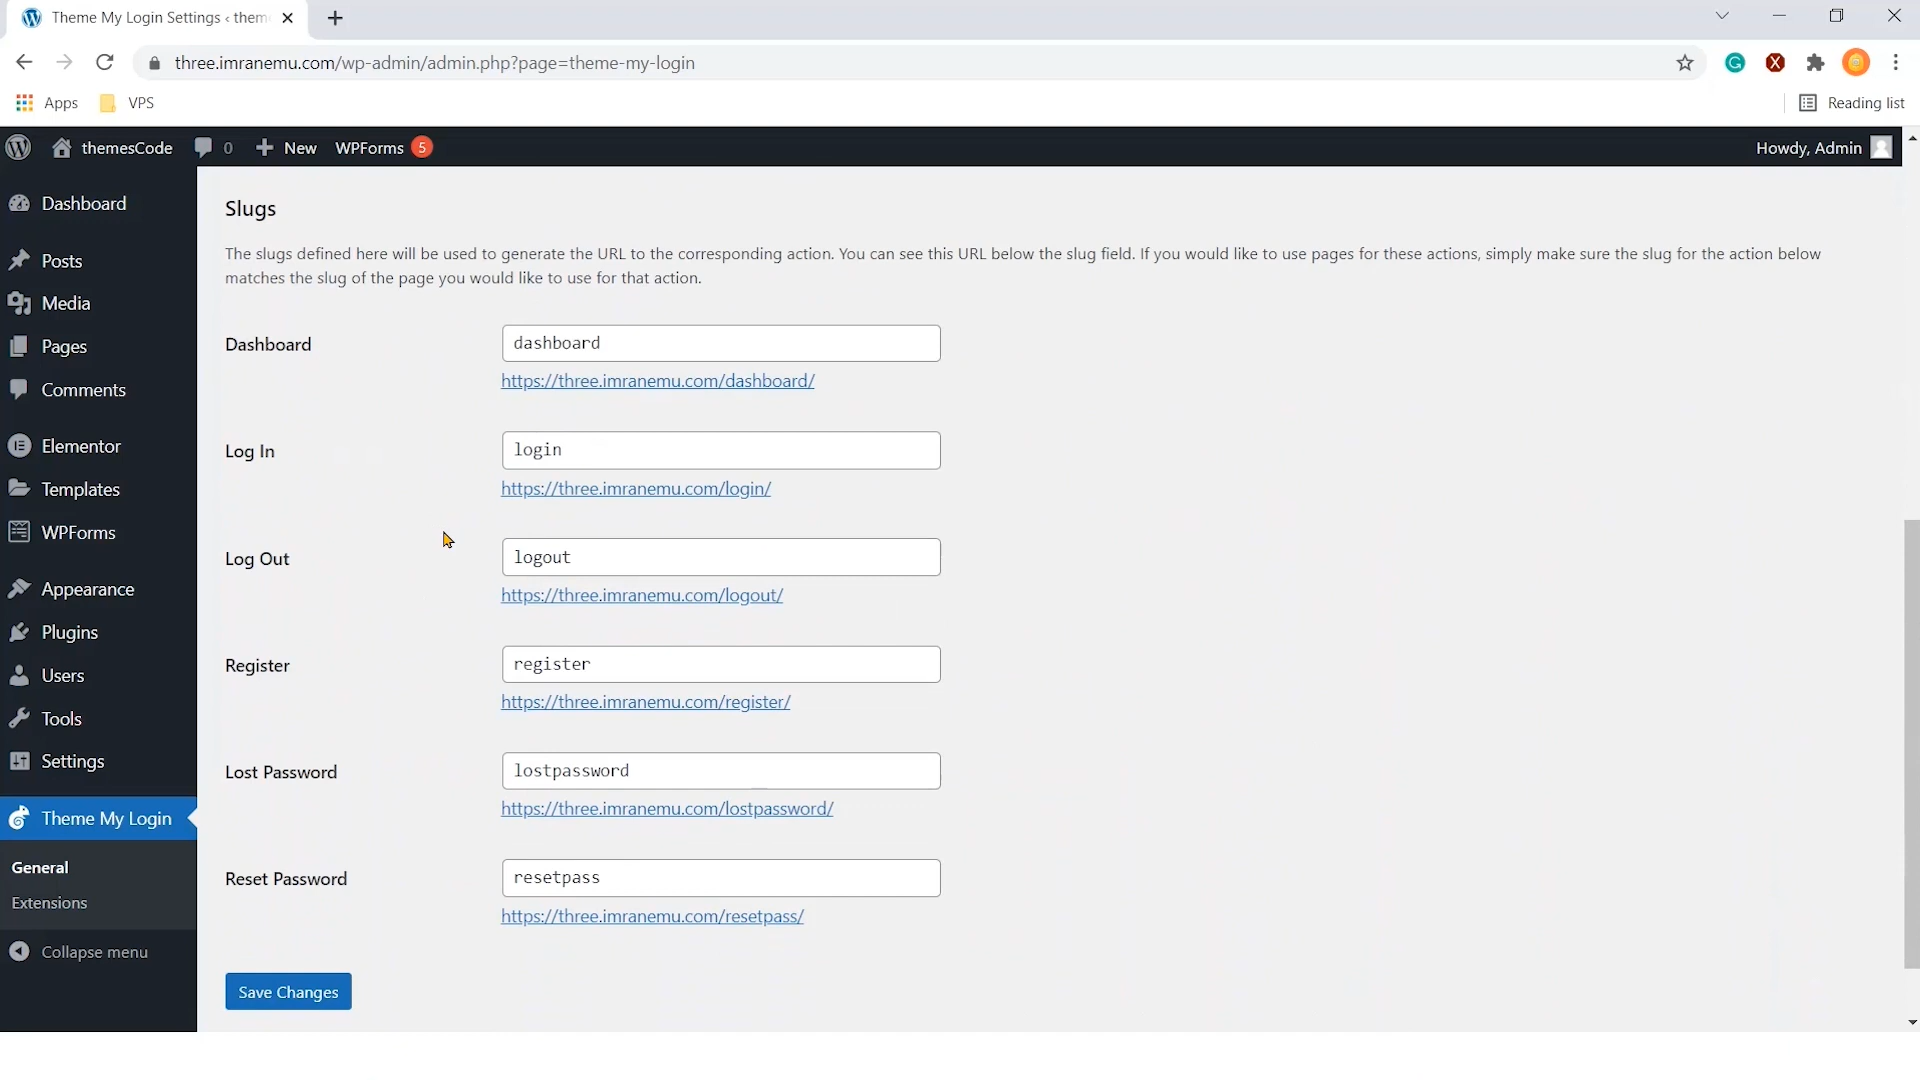 Theme My Login Settings ‹ them
three.imranemu.com/wp-admin/admin.php?page=theme-my-login
Apps
VPS
Reading list
themesCode
0
New
WPForms
5
Howdy, Admin
Dashboard
Posts
Media
Pages
Comments
Elementor
Templates
WPForms
Appearance
Plugins
Users
Tools
Settings
Theme My Login
General
Extensions
Collapse menu
Slugs
The slugs defined here will be used to generate the URL to the corresponding action. You can see this URL below the slug field. If you would like to use pages for these actions, simply make sure the slug for the action below
matches the slug of the page you would like to use for that action.
Dashboard
dashboard
https://three.imranemu.com/dashboard/
Log In
login
https://three.imranemu.com/login/
Log Out
logout
https://three.imranemu.com/logout/
Register
register
https://three.imranemu.com/register/
Lost Password
lostpassword
https://three.imranemu.com/lostpassword/
Reset Password
resetpass
https://three.imranemu.com/resetpass/
Save Changes